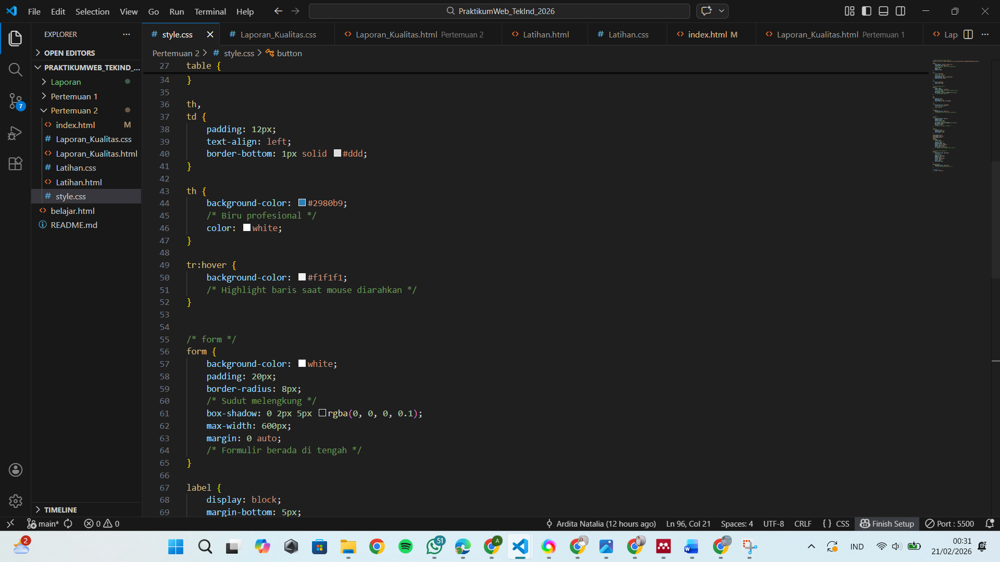 File Edit Selection View Go Run Terminal Help
PraktikumWeb_TekInd_2026
EXPLORER
OPEN EDITORS
PRAKTIKUMWEB_TEKIND_...
Laporan
Pertemuan 1
Pertemuan 2
index.html M
Laporan_Kualitas.css
Laporan_Kualitas.html
Latihan.css
Latihan.html
style.css
belajar.html
README.md
TIMELINE
7
style.css
Laporan_Kualitas.css
Laporan_Kualitas.html Pertemuan 2
Latihan.html
Latihan.css
index.html M
Laporan_Kualitas.html Pertemuan 1
Lap
Pertemuan 2 > style.css > button
27 table {
34 }
35
36 th,
37 td {
38 padding: 12px;
39 text-align: left;
40 border-bottom: 1px solid #ddd;
41 }
42
43 th {
44 background-color: #2980b9;
45 /* Biru profesional */
46 color: white;
47 }
48
49 tr:hover {
50 background-color: #f1f1f1;
51 /* Highlight baris saat mouse diarahkan */
52 }
53
54
55 /* form */
56 form {
57 background-color: white;
58 padding: 20px;
59 border-radius: 8px;
60 /* Sudut melengkung */
61 box-shadow: 0 2px 5px rgba(0, 0, 0, 0.1);
62 max-width: 600px;
63 margin: 0 auto;
64 /* Formulir berada di tengah */
65 }
66
67 label {
68 display: block;
69 margin-bottom: 5px;
main* 0 0
Ardita Natalia (12 hours ago) Ln 96, Col 21 Spaces: 4 UTF-8 CRLF {} CSS Finish Setup Port : 5500
2
51
A
IND
00:31
21/02/2026